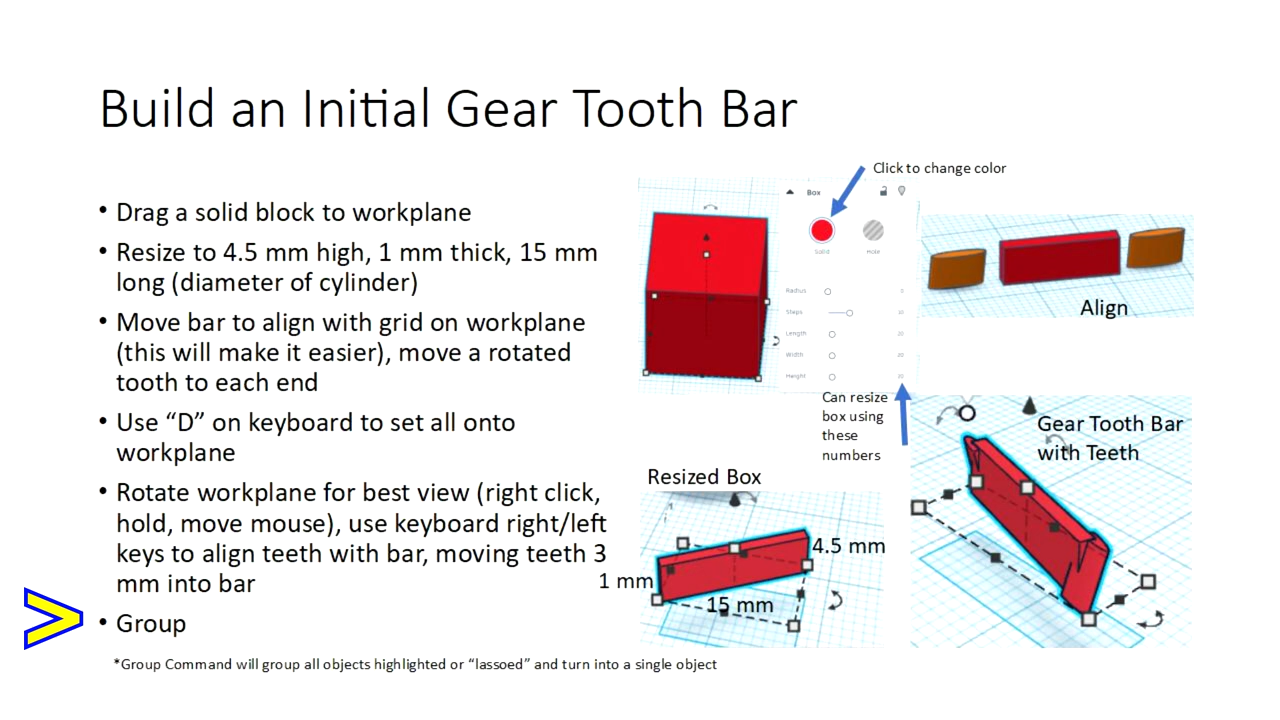 Build an Initial Gear Tooth Bar
• Drag a solid block to workplane
• Resize to 4.5 mm high, 1 mm thick, 15 mm
long (diameter of cylinder)
• Move bar to align with grid on workplane
(this will make it easier), move a rotated
tooth to each end
• Use “D” on keyboard to set all onto
workplane
• Rotate workplane for best view (right click,
hold, move mouse), use keyboard right/left
keys to align teeth with bar, moving teeth 3
mm into bar
• Group
*Group Command will group all objects highlighted or “lassoed” and turn into a single object
Click to change color
Box
Solid
Hole
Radius
Steps
Length
Width
Height
Can resize
box using
these
numbers
Align
Resized Box
4.5 mm
1 mm
15 mm
Gear Tooth Bar
with Teeth